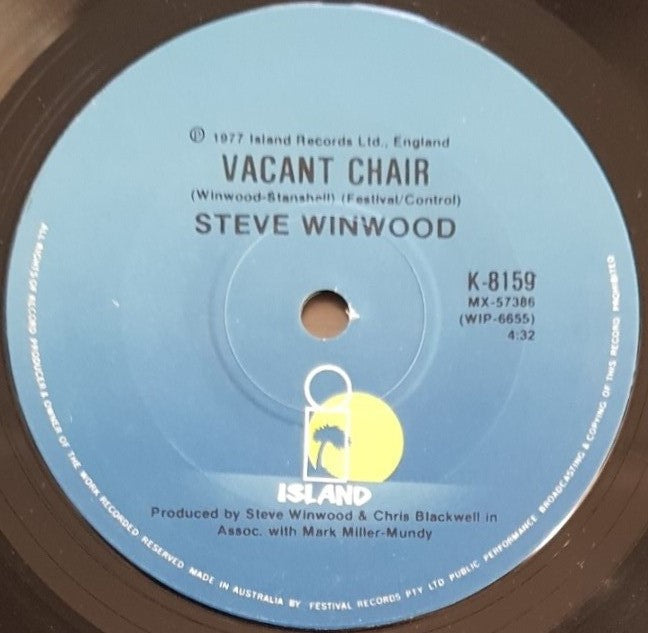 ℗ 1977 Island Records Ltd., England
VACANT CHAIR
(Winwood-Stanshell) (Festival/Control)
STEVE WINWOOD
K-8159
MX-57386
(WIP-6655)
4:32
ISLAND
Produced by Steve Winwood & Chris Blackwell in
Assoc. with Mark Miller-Mundy
ALL RIGHTS OF RECORD PRODUCER & OWNER OF THE WORK RECORDED RESERVED MADE IN AUSTRALIA BY FESTIVAL RECORDS PTY LTD PUBLIC PERFORMANCE BROADCASTING & COPYING OF THIS RECORD PROHIBITED